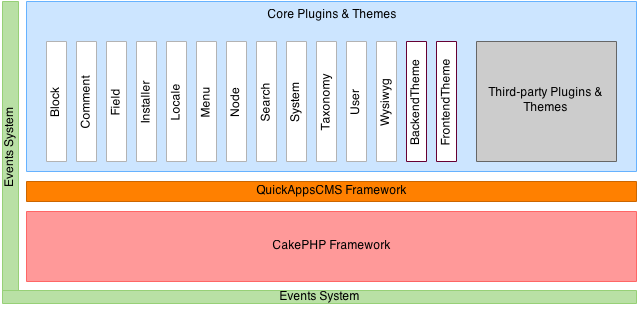 Core Plugins & Themes
Events System
Block
Comment
Field
Installer
Locale
Menu
Node
Search
System
Taxonomy
User
Wysiwyg
BackendTheme
FrontendTheme
Third-party Plugins &
Themes
QuickAppsCMS Framework
CakePHP Framework
Events System